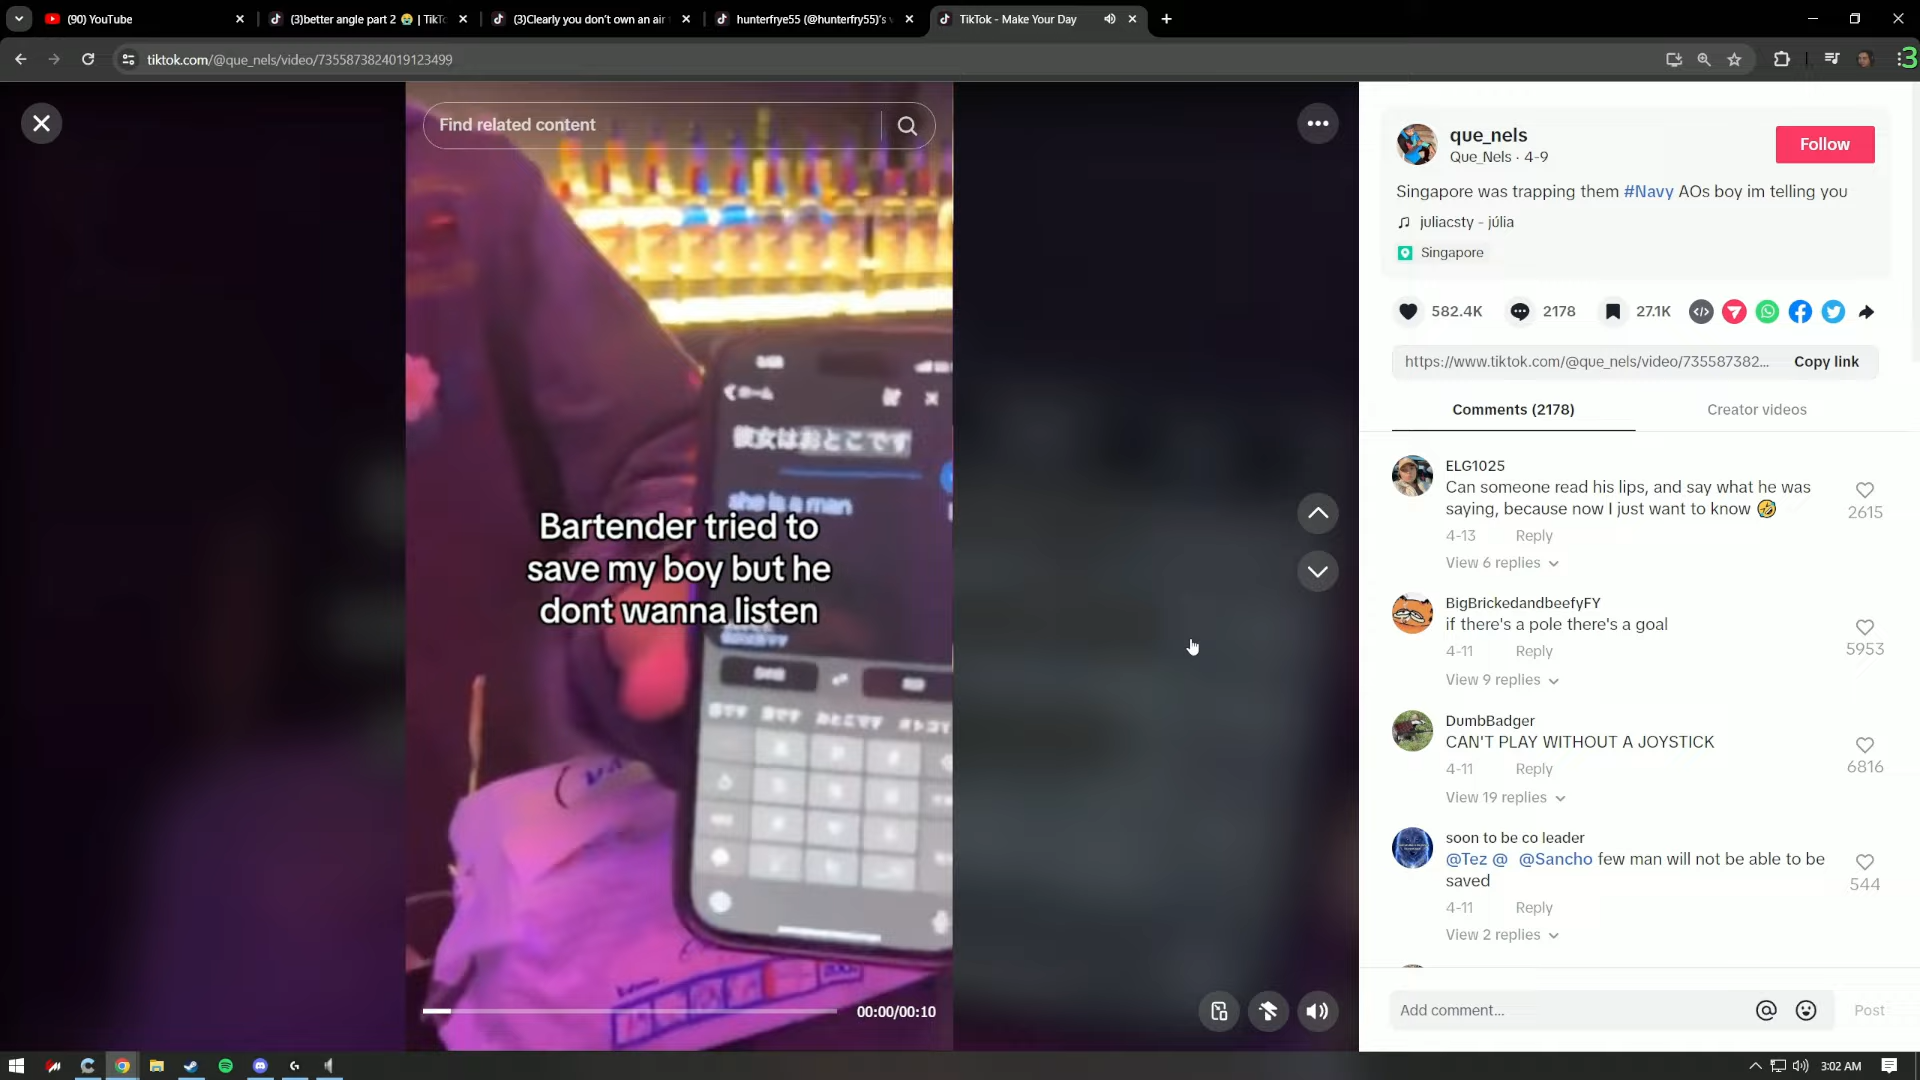 (90) YouTube
(3)better angle part 2 😭 | TikT
(3)Clearly you don't own an air
hunterfrye55 (@hunterfry55)'s v
TikTok - Make Your Day
tiktok.com/@que_nels/video/7355873824019123499
3
Find related content
que_nels
Que_Nels · 4-9
Follow
Singapore was trapping them #Navy AOs boy im telling you
juliacsty - júlia
Singapore
582.4K
2178
27.1K
https://www.tiktok.com/@que_nels/video/735587382...
Copy link
Comments (2178)
Creator videos
彼女はおとこです
she is a man
Bartender tried to
save my boy but he
dont wanna listen
おとこです
00:00/00:10
ELG1025
Can someone read his lips, and say what he was
saying, because now I just want to know 🤣
2615
4-13 Reply
View 6 replies
BigBrickedandbeefyFY
if there's a pole there's a goal
5953
4-11 Reply
View 9 replies
DumbBadger
CAN'T PLAY WITHOUT A JOYSTICK
6816
4-11 Reply
View 19 replies
soon to be co leader
@Tez @ @Sancho few man will not be able to be
saved
544
4-11 Reply
View 2 replies
Add comment...
Post
3:02 AM